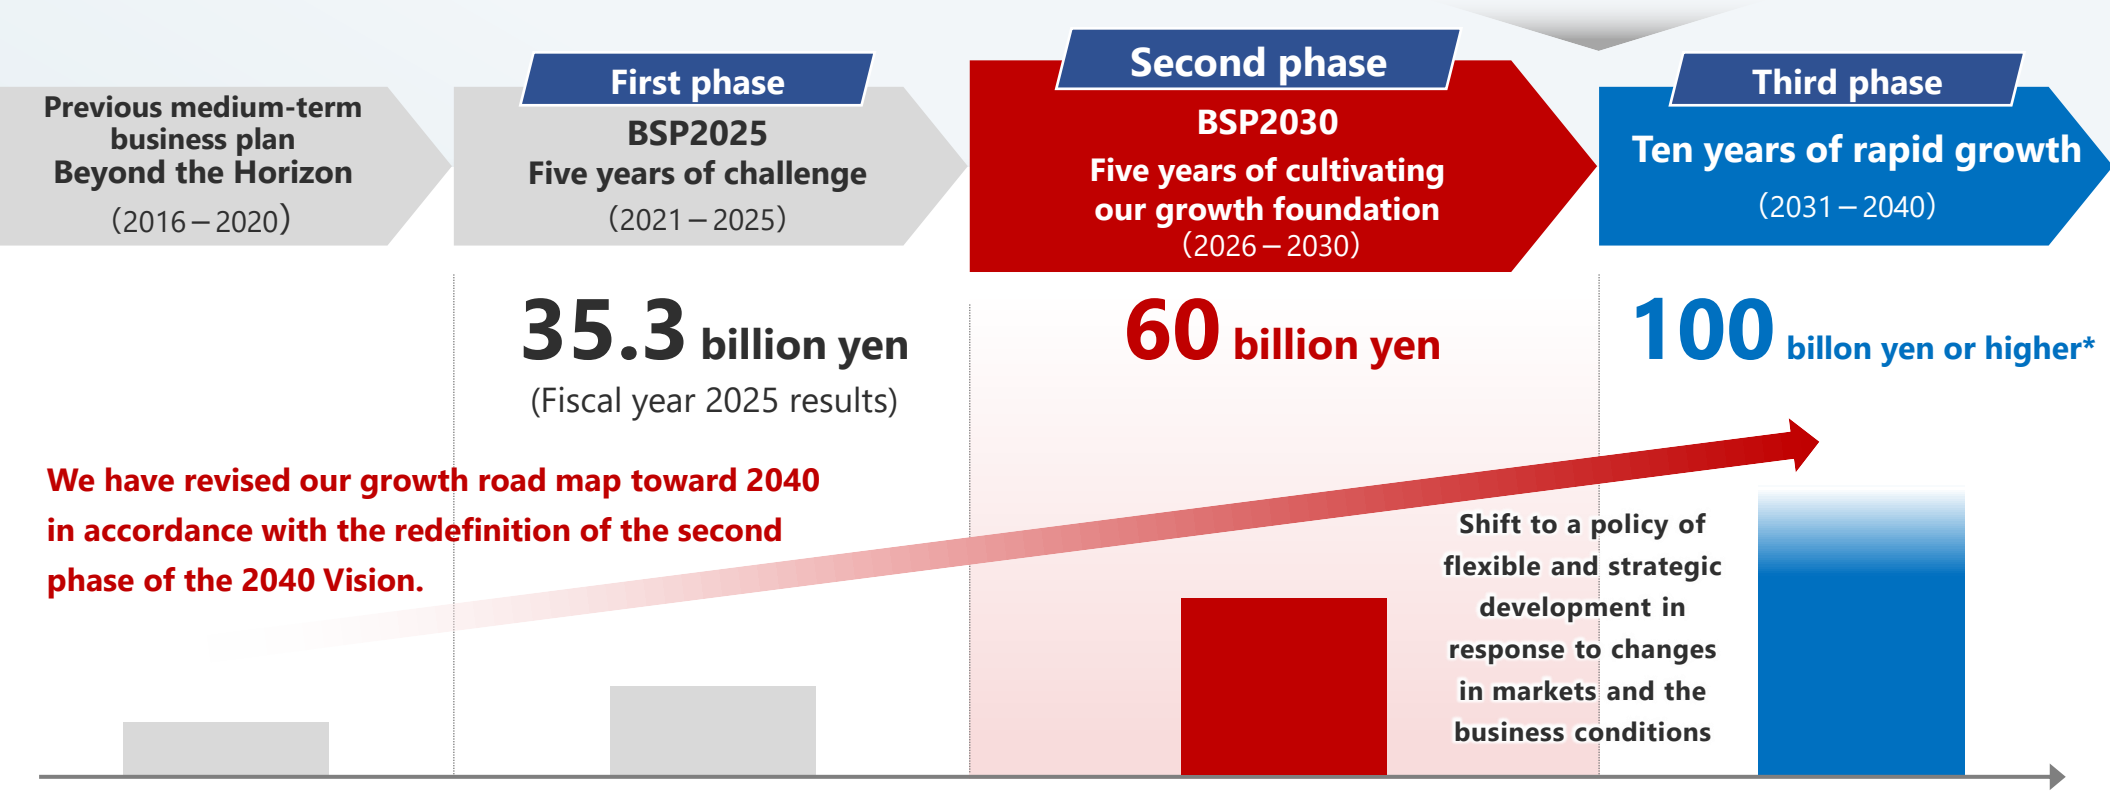 Previous medium-term
business plan
Beyond the Horizon
(2016－2020)
First phase
BSP2025
Five years of challenge
(2021－2025)
Second phase
BSP2030
Five years of cultivating
our growth foundation
(2026－2030)
Third phase
Ten years of rapid growth
(2031－2040)
35.3 billion yen
(Fiscal year 2025 results)
60 billion yen
100 billon yen or higher*
We have revised our growth road map toward 2040
in accordance with the redefinition of the second
phase of the 2040 Vision.
Shift to a policy of
flexible and strategic
development in
response to changes
in markets and the
business conditions